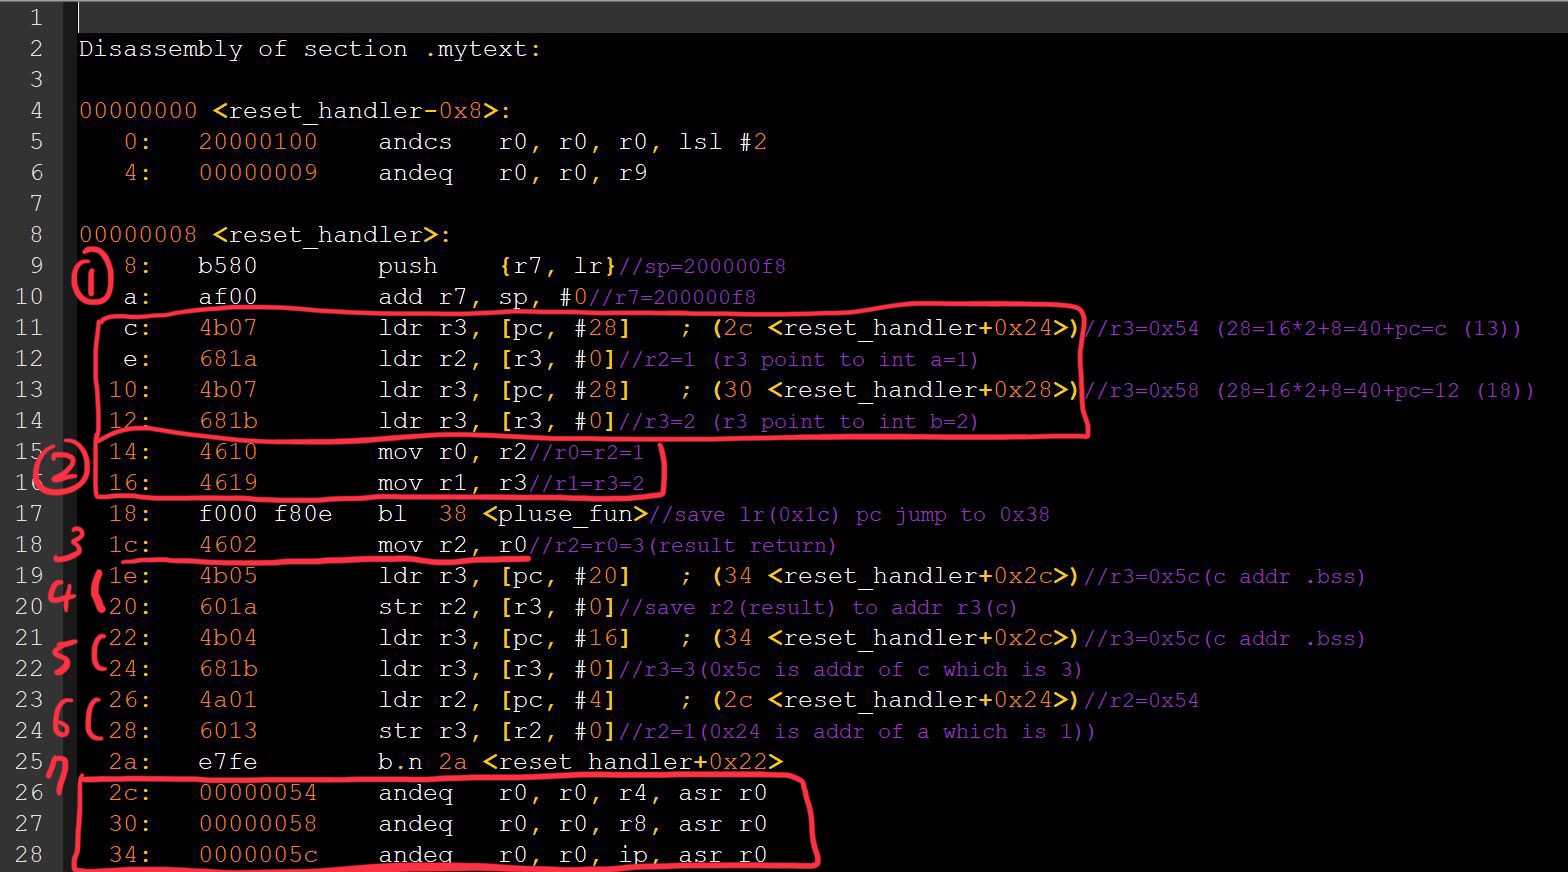 1
2 Disassembly of section .mytext:
3
4 00000000 <reset_handler-0x8>:
5 0: 20000100 andcs r0, r0, r0, lsl #2
6 4: 00000009 andeq r0, r0, r9
7
8 00000008 <reset_handler>:
9 ① 8: b580 push {r7, lr}//sp=200000f8
10 a: af00 add r7, sp, #0//r7=200000f8
11 c: 4b07 ldr r3, [pc, #28] ; (2c <reset_handler+0x24>)//r3=0x54 (28=16*2+8=40+pc=c (13))
12 e: 681a ldr r2, [r3, #0]//r2=1 (r3 point to int a=1)
13 10: 4b07 ldr r3, [pc, #28] ; (30 <reset_handler+0x28>)//r3=0x58 (28=16*2+8=40+pc=12 (18))
14 12: 681b ldr r3, [r3, #0]//r3=2 (r3 point to int b=2)
15 ② 14: 4610 mov r0, r2//r0=r2=1
16 16: 4619 mov r1, r3//r1=r3=2
17 18: f000 f80e bl 38 <pluse_fun>//save lr(0x1c) pc jump to 0x38
18 3 1c: 4602 mov r2, r0//r2=r0=3(result return)
19 4 1e: 4b05 ldr r3, [pc, #20] ; (34 <reset_handler+0x2c>)//r3=0x5c(c addr .bss)
20 20: 601a str r2, [r3, #0]//save r2(result) to addr r3(c)
21 5 22: 4b04 ldr r3, [pc, #16] ; (34 <reset_handler+0x2c>)//r3=0x5c(c addr .bss)
22 24: 681b ldr r3, [r3, #0]//r3=3(0x5c is addr of c which is 3)
23 6 26: 4a01 ldr r2, [pc, #4] ; (2c <reset_handler+0x24>)//r2=0x54
24 28: 6013 str r3, [r2, #0]//r2=1(0x24 is addr of a which is 1))
25 7 2a: e7fe b.n 2a <reset_handler+0x22>
26 2c: 00000054 andeq r0, r0, r4, asr r0
27 30: 00000058 andeq r0, r0, r8, asr r0
28 34: 0000005c andeq r0, r0, ip, asr r0